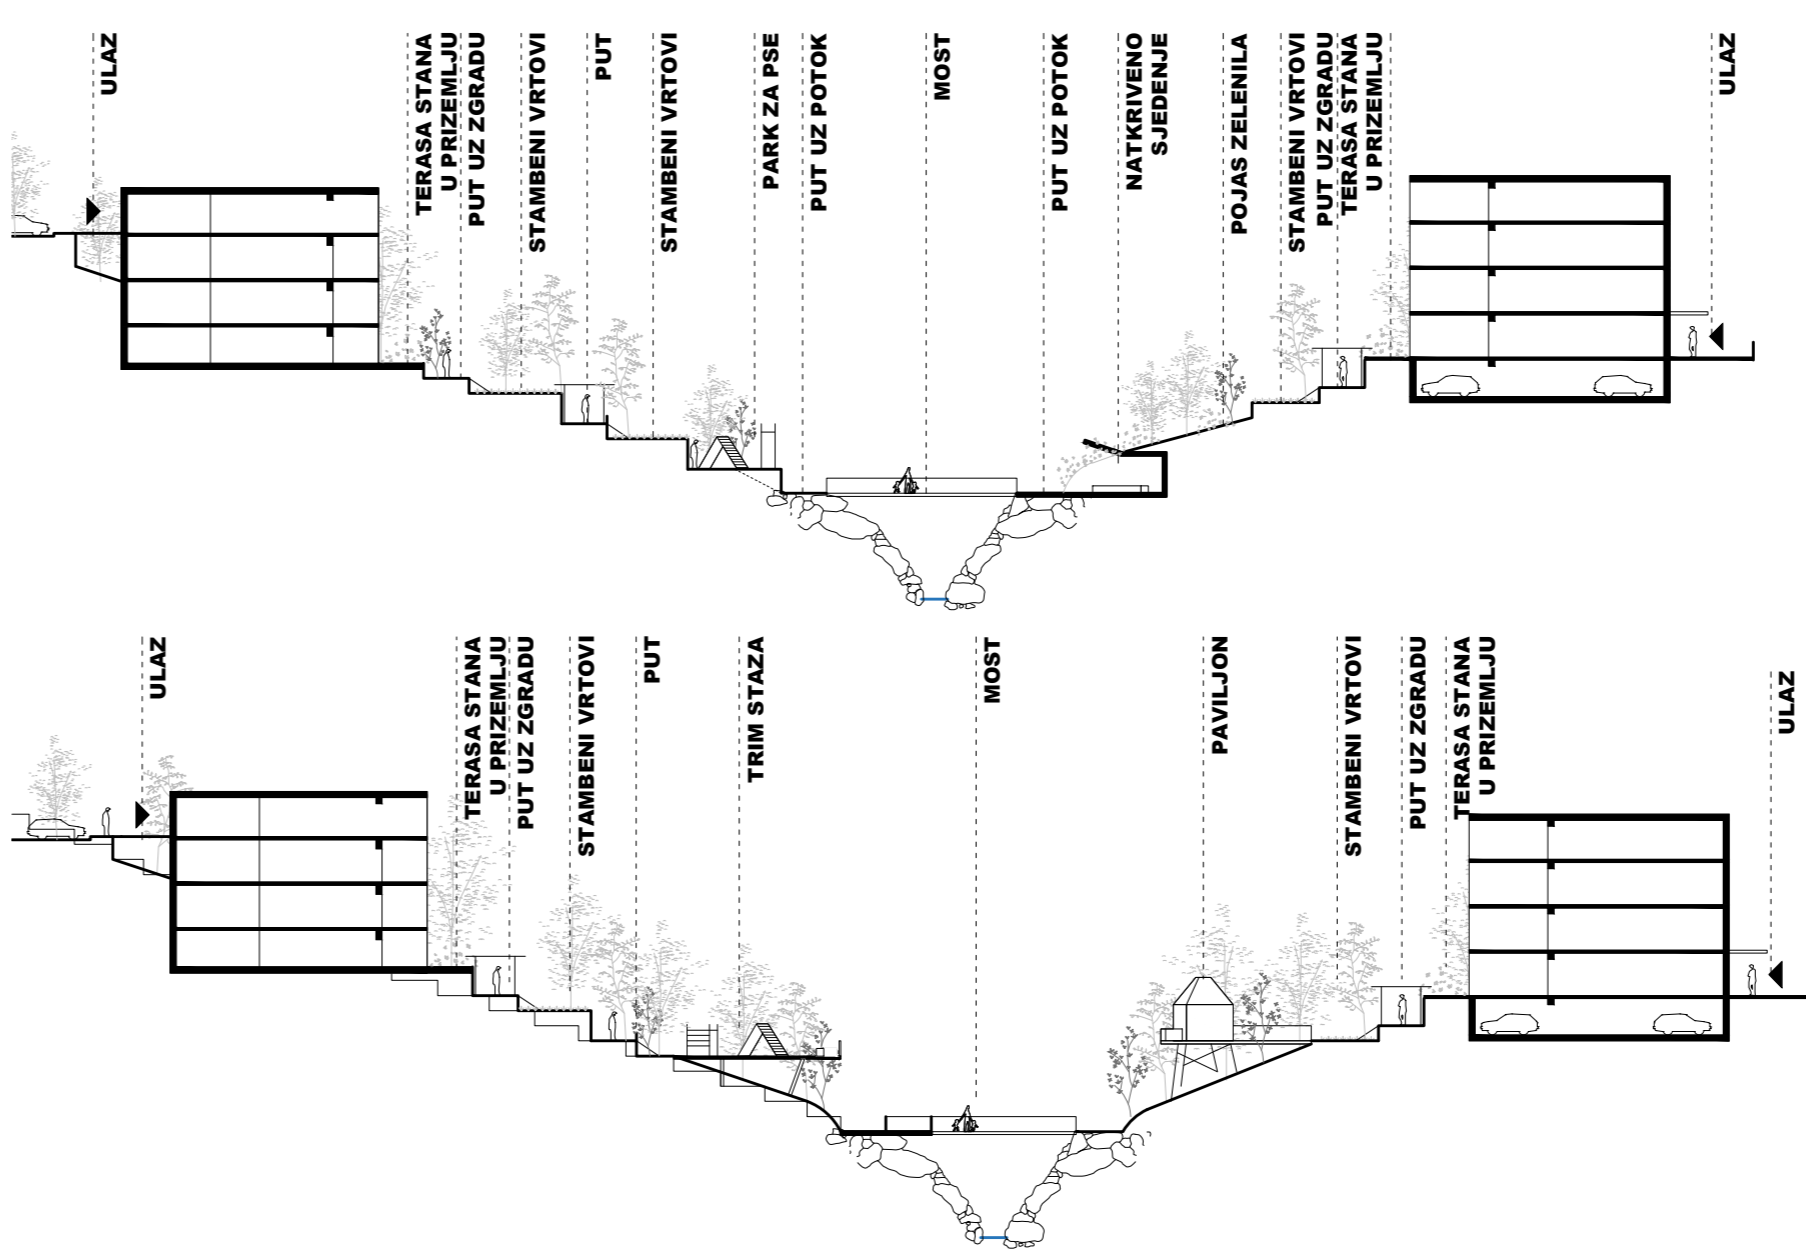 ULAZ
TERASA STANA
U PRIZEMLJU
PUT UZ ZGRADU
STAMBENI VRTOVI
PUT
STAMBENI VRTOVI
PARK ZA PSE
PUT UZ POTOK
MOST
PUT UZ POTOK
NATKRIVENO
SJEDENJE
POJAS ZELENILA
STAMBENI VRTOVI
PUT UZ ZGRADU
TERASA STANA
U PRIZEMLJU
ULAZ
ULAZ
TERASA STANA
U PRIZEMLJU
PUT UZ ZGRADU
STAMBENI VRTOVI
PUT
TRIM STAZA
MOST
PAVILJON
STAMBENI VRTOVI
PUT UZ ZGRADU
TERASA STANA
U PRIZEMLJU
ULAZ